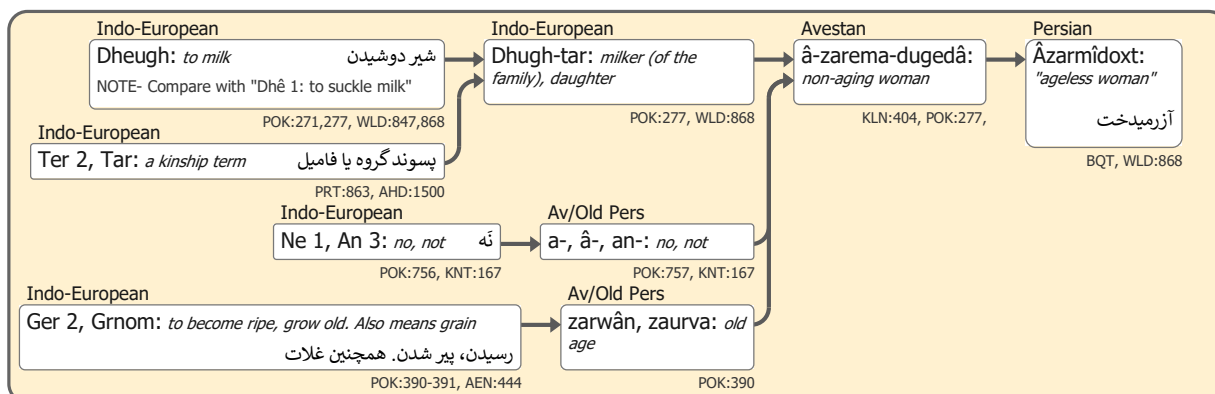 Indo-European
Dheugh: to milk شیر دوشیدن
NOTE- Compare with "Dhê 1: to suckle milk"
POK:271,277, WLD:847,868
Indo-European
Ter 2, Tar: a kinship term پسوند گروه یا فامیل
PRT:863, AHD:1500
Indo-European
Dhugh-tar: milker (of the
family), daughter
POK:277, WLD:868
Avestan
â-zarema-dugedâ:
non-aging woman
KLN:404, POK:277,
Persian
Âzarmîdoxt:
"ageless woman"
آزرمیدخت
BQT, WLD:868
Indo-European
Ne 1, An 3: no, not نَه
POK:756, KNT:167
Av/Old Pers
a-, â-, an-: no, not
POK:757, KNT:167
Indo-European
Ger 2, Grnom: to become ripe, grow old. Also means grain
رسیدن، پیر شدن. همچنین غلات
POK:390-391, AEN:444
Av/Old Pers
zarwân, zaurva: old
age
POK:390